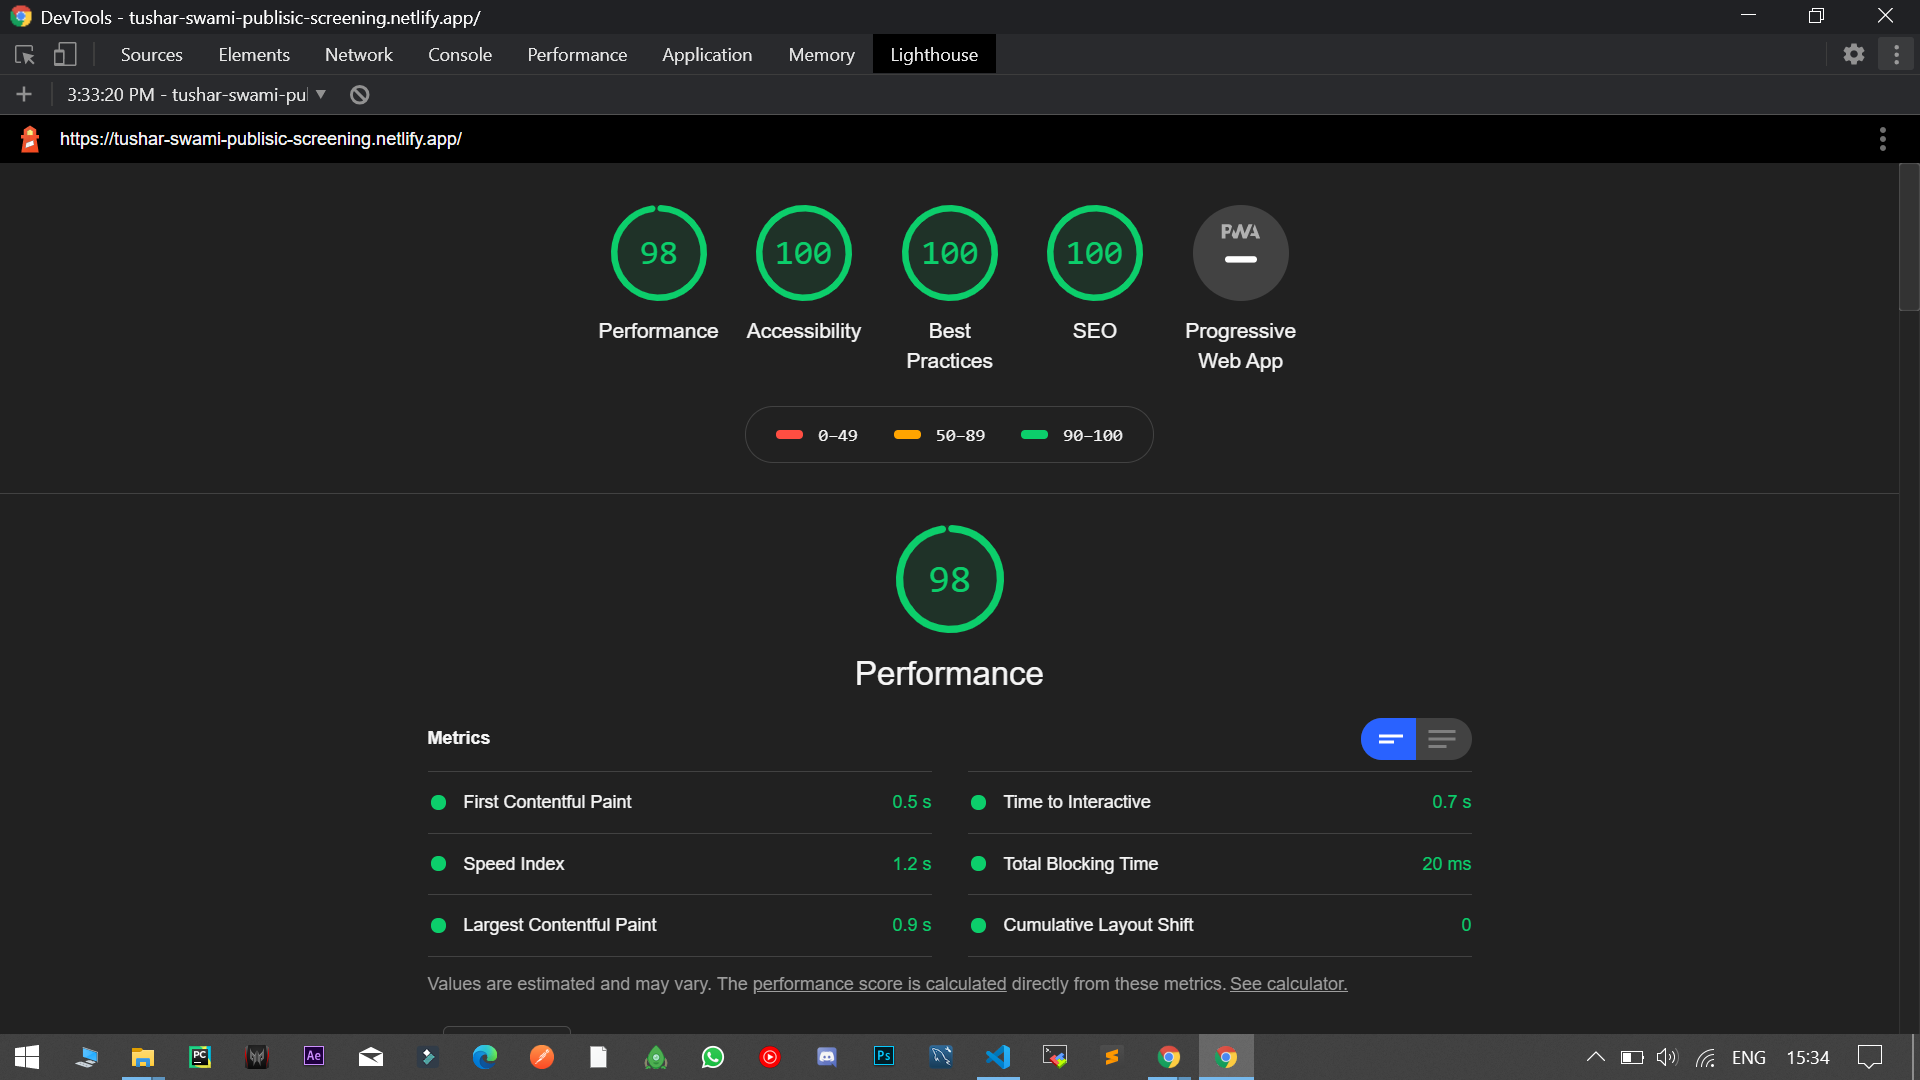 DevTools - tushar-swami-publisic-screening.netlify.app/
Sources Elements Network Console Performance Application Memory Lighthouse
3:33:20 PM - tushar-swami-pu
https://tushar-swami-publisic-screening.netlify.app/
98 100 100 100 PWA
Performance Accessibility Best Practices SEO Progressive Web App
0–49 50–89 90–100
98
Performance
Metrics
First Contentful Paint 0.5 s Time to Interactive 0.7 s
Speed Index 1.2 s Total Blocking Time 20 ms
Largest Contentful Paint 0.9 s Cumulative Layout Shift 0
Values are estimated and may vary. The performance score is calculated directly from these metrics. See calculator.
PC Ae Ps ENG 15:34